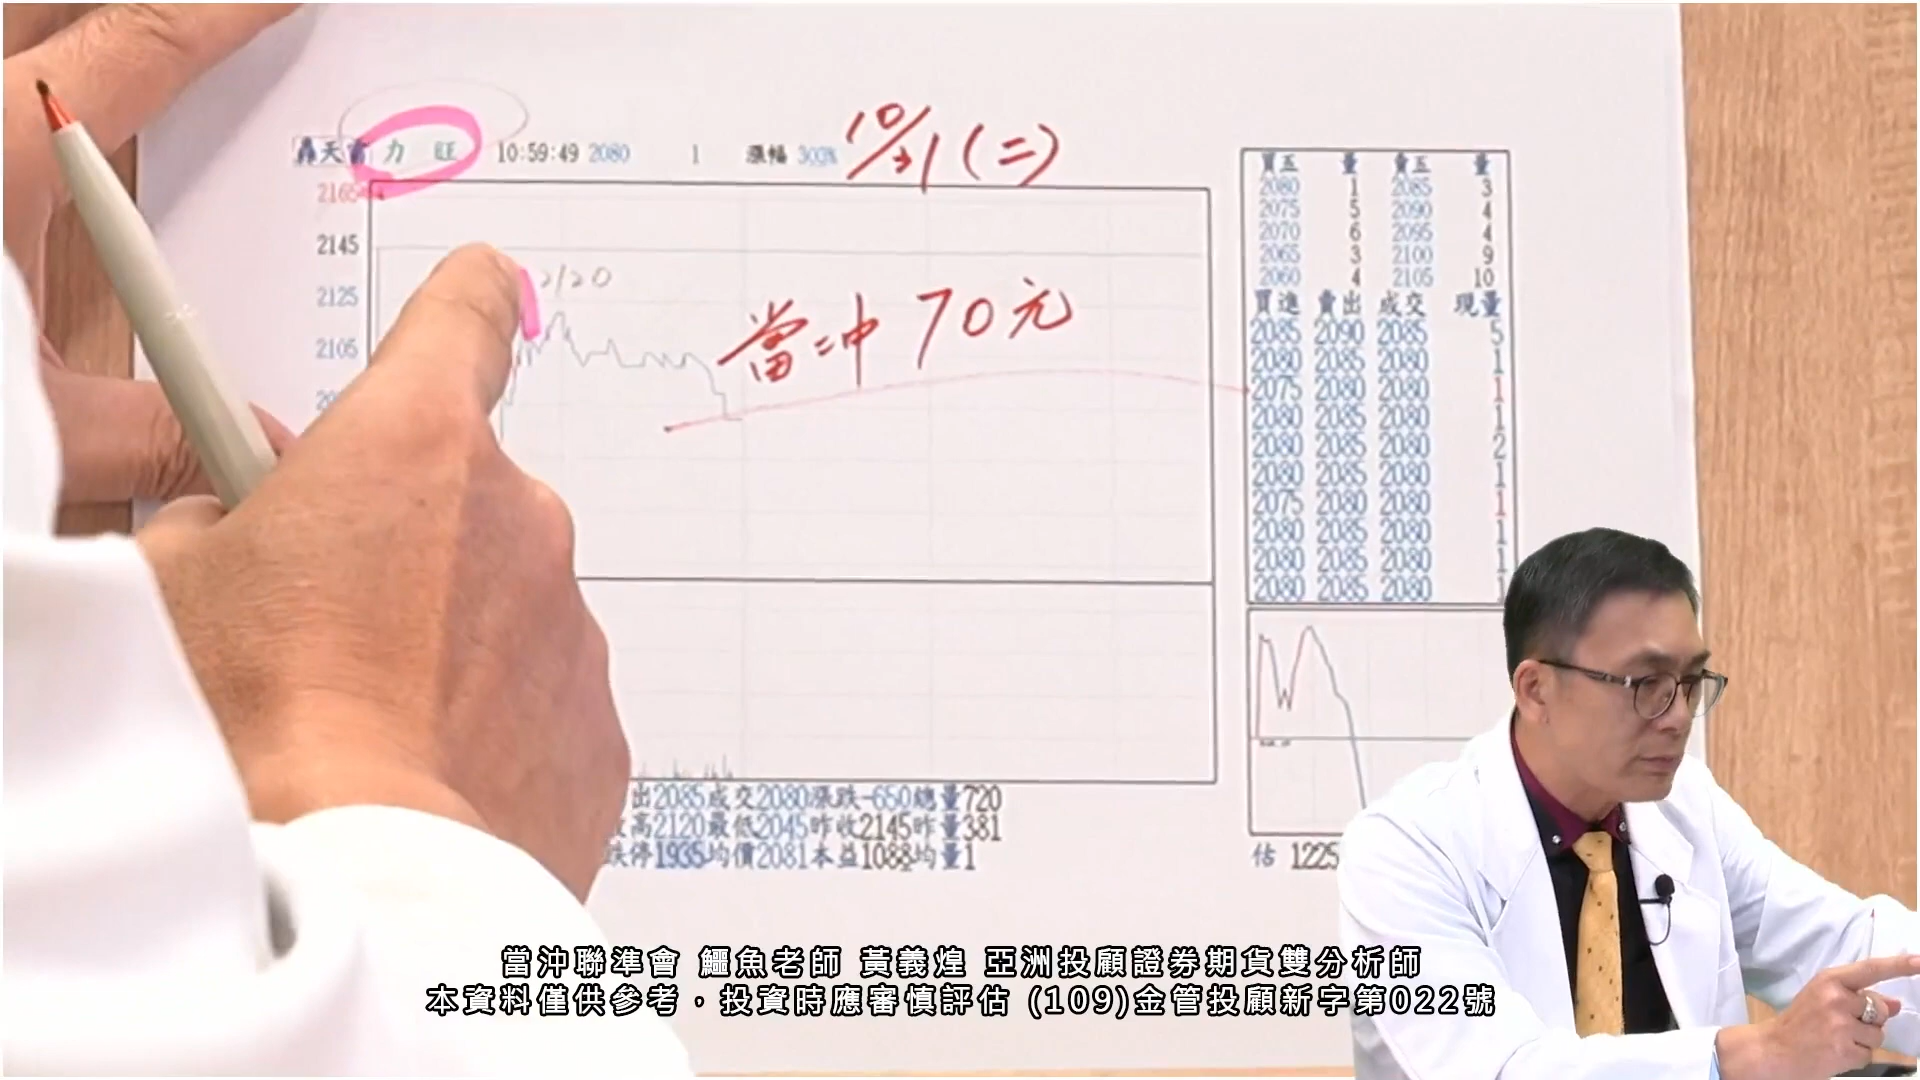 轟天雷 力 旺 10:59:49 2080 1 漲幅 300%
10/31 (二)
2165
2145
2120
2125
2105
當沖 70元
買五 量 賣五 量
2080 1 2085 3
2075 5 2090 4
2070 6 2095 4
2065 3 2100 9
2060 4 2105 10
買進 賣出 成交 現量
2085 2090 2085 5
2080 2085 2080 1
2075 2080 2080 1
2080 2085 2080 1
2080 2085 2080 2
2080 2085 2080 1
2075 2080 2080 1
2080 2085 2080 1
2080 2085 2080 1
2080 2085 2080 1
出2085成交2080漲跌-650總量720
高2120最低2045昨收2145昨量381
跌停1935均價2081本益1088均量1
估 1225
當沖聯準會 鱷魚老師 黃義煌 亞洲投顧證券期貨雙分析師
本資料僅供參考，投資時應審慎評估 (109)金管投顧新字第022號